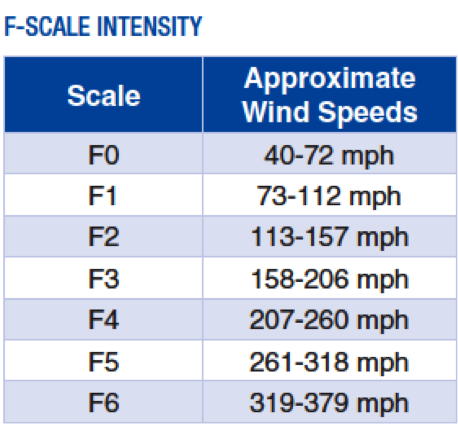 F-SCALE INTENSITY
Scale Approximate
Wind Speeds
F0 40-72 mph
F1 73-112 mph
F2 113-157 mph
F3 158-206 mph
F4 207-260 mph
F5 261-318 mph
F6 319-379 mph